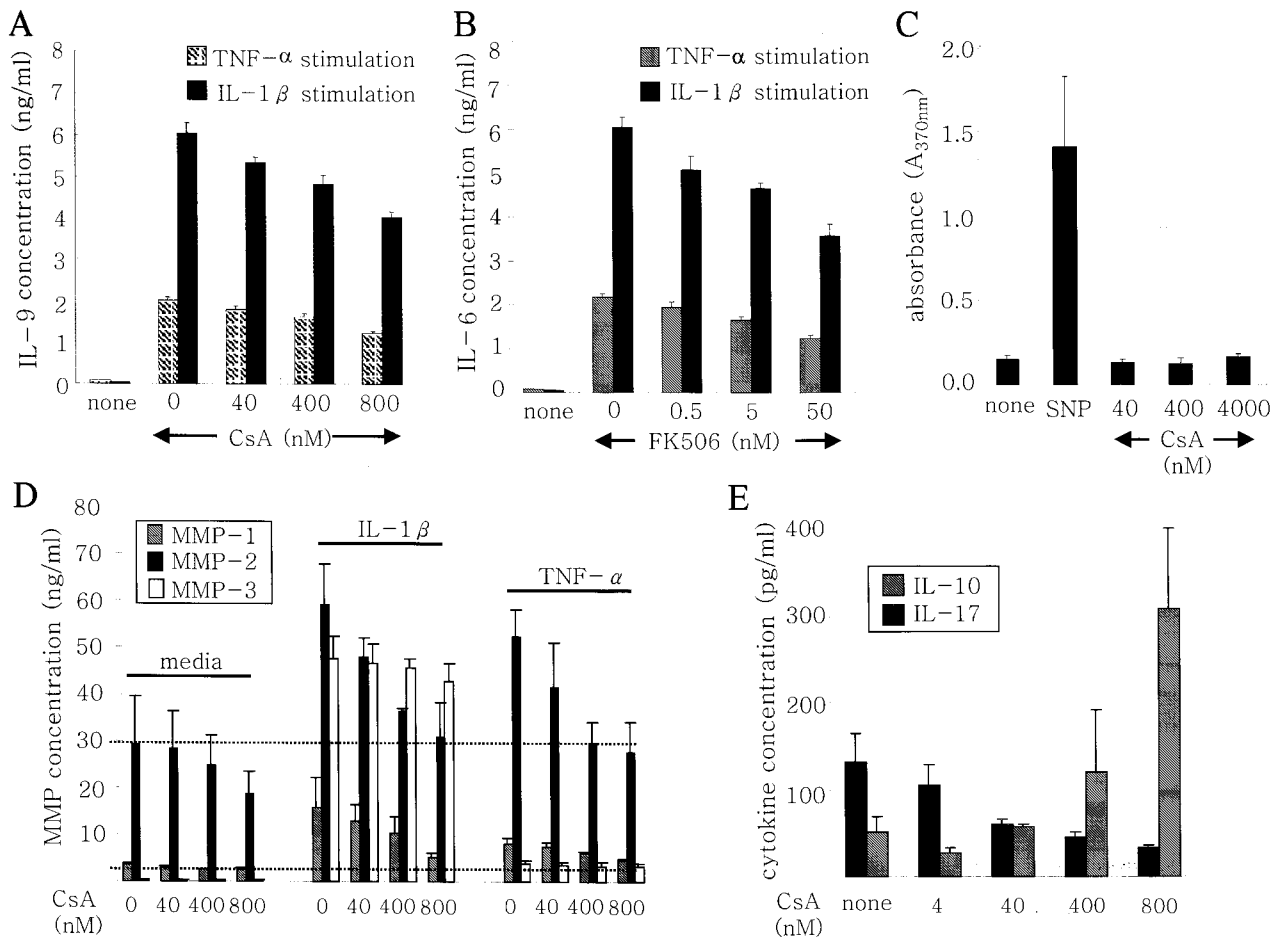 A
IL-9 concentration (ng/ml)
8
7
6
5
4
3
2
1
0
TNF-α stimulation
IL-1 β stimulation
none 0 40 400 800
CsA (nM)
B
IL-6 concentration (ng/ml)
8
7
6
5
4
3
2
1
0
TNF-α stimulation
IL-1 β stimulation
none 0 0.5 5 50
FK506 (nM)
C
absorbance (A370nm)
2.0
1.5
1.0
0.5
0.0
none SNP 40 400 4000
CsA
(nM)
D
MMP concentration (ng/ml)
80
70
60
50
40
30
20
10
MMP-1
MMP-2
MMP-3
media
IL-1 β
TNF-α
CsA
(nM)
0 40 400 800 0 40 400 800 0 40 400 800
E
cytokine concentration (pg/ml)
400
300
200
100
IL-10
IL-17
CsA
(nM)
none 4 40 400 800